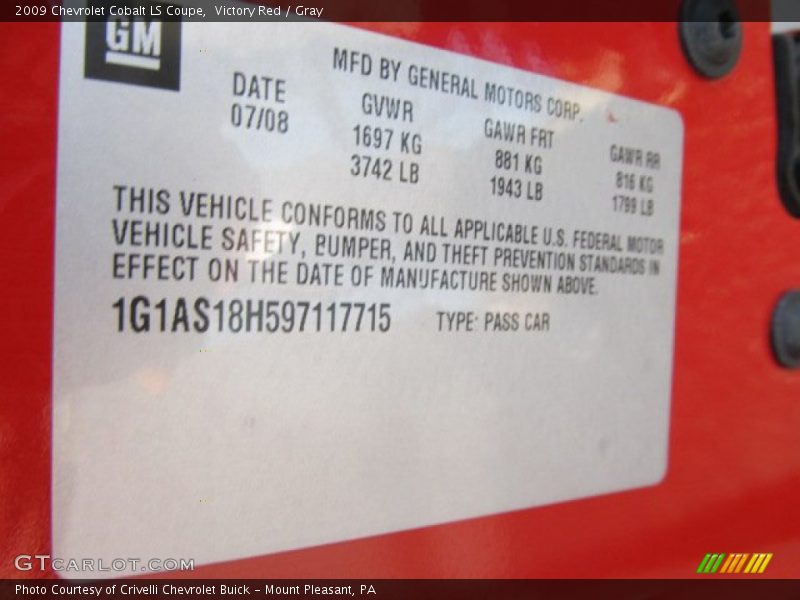 2009 Chevrolet Cobalt LS Coupe, Victory Red / Gray
GM
MFD BY GENERAL MOTORS CORP.
DATE GVWR GAWR FRT GAWR RR
07/08 1697 KG 881 KG 816 KG
3742 LB 1943 LB 1799 LB
THIS VEHICLE CONFORMS TO ALL APPLICABLE U.S. FEDERAL MOTOR
VEHICLE SAFETY, BUMPER, AND THEFT PREVENTION STANDARDS IN
EFFECT ON THE DATE OF MANUFACTURE SHOWN ABOVE.
1G1AS18H597117715 TYPE: PASS CAR
GTCARLOT.COM
Photo Courtesy of Crivelli Chevrolet Buick - Mount Pleasant, PA